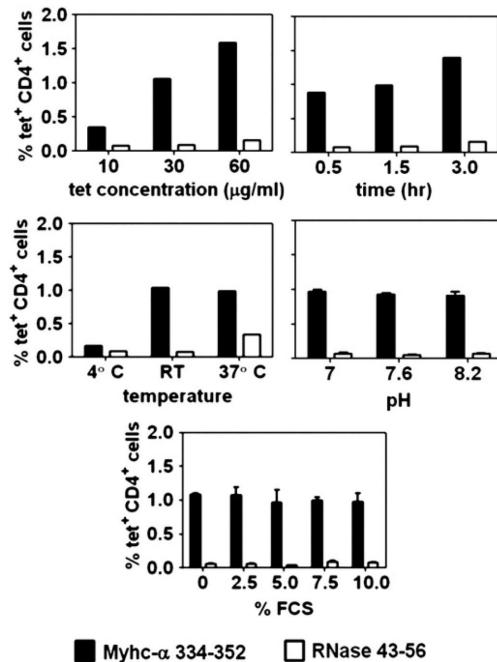 % tet⁺ CD4⁺ cells
2.0
1.5
1.0
0.5
0.0
10 30 60
tet concentration (μg/ml)
0.5 1.5 3.0
time (hr)
% tet⁺ CD4⁺ cells
2.0
1.5
1.0
0.5
0.0
4° C RT 37° C
temperature
7 7.6 8.2
pH
% tet⁺ CD4⁺ cells
2.0
1.5
1.0
0.5
0.0
0 2.5 5.0 7.5 10.0
% FCS
Myhc-α 334-352 RNase 43-56